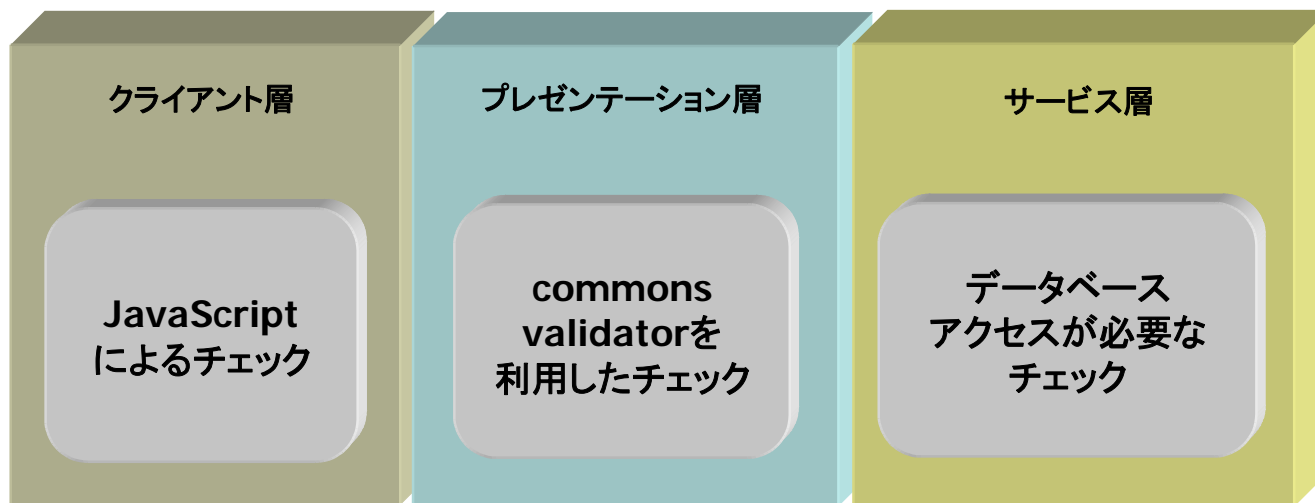 クライアント層
プレゼンテーション層
サービス層
JavaScript
によるチェック
commons
validatorを
利用したチェック
データベース
アクセスが必要な
チェック